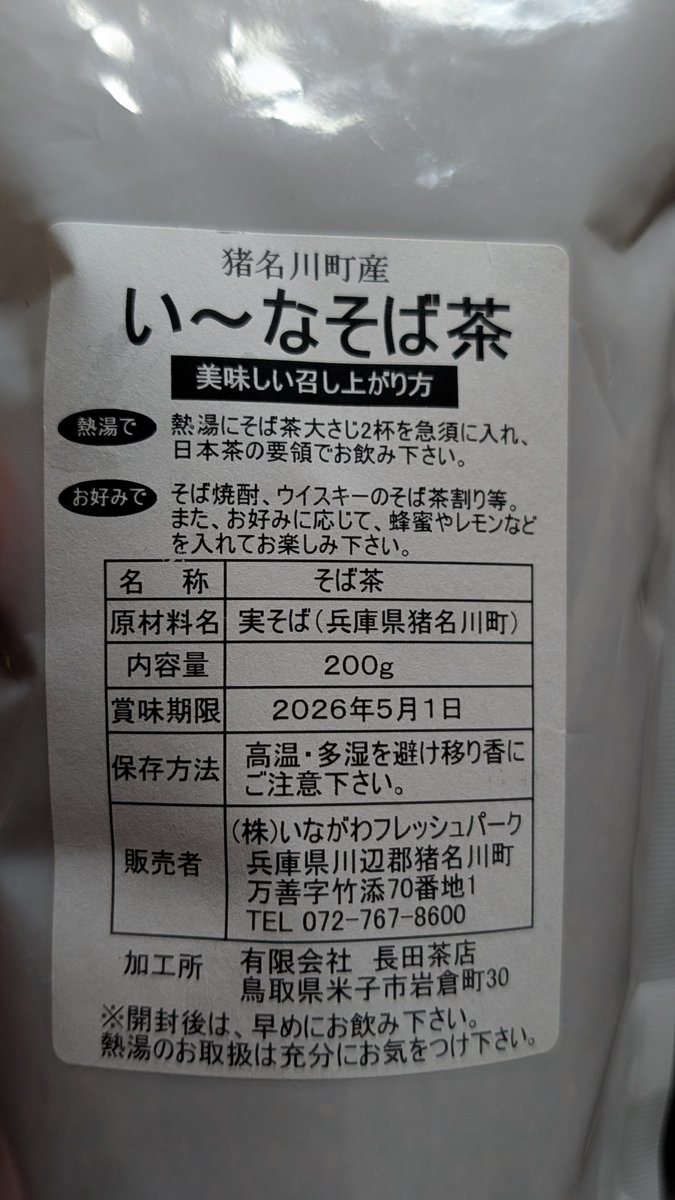 猪名川町産
い～なそば茶
美味しい召し上がり方
熱湯で 熱湯にそば茶大さじ2杯を急須に入れ、
日本茶の要領でお飲み下さい。
お好みで そば焼酎、ウイスキーのそば茶割り等。
また、お好みに応じて、蜂蜜やレモンなど
を入れてお楽しみ下さい。
名 称 そば茶
原材料名 実そば(兵庫県猪名川町)
内容量 200g
賞味期限 2026年5月1日
保存方法 高温・多湿を避け移り香に
ご注意下さい。
販売者 (株)いながわフレッシュパーク
兵庫県川辺郡猪名川町
万善字竹添70番地1
TEL 072-767-8600
加工所 有限会社 長田茶店
鳥取県米子市岩倉町30
※開封後は、早めにお飲み下さい。
熱湯のお取扱は充分にお気をつけ下さい。